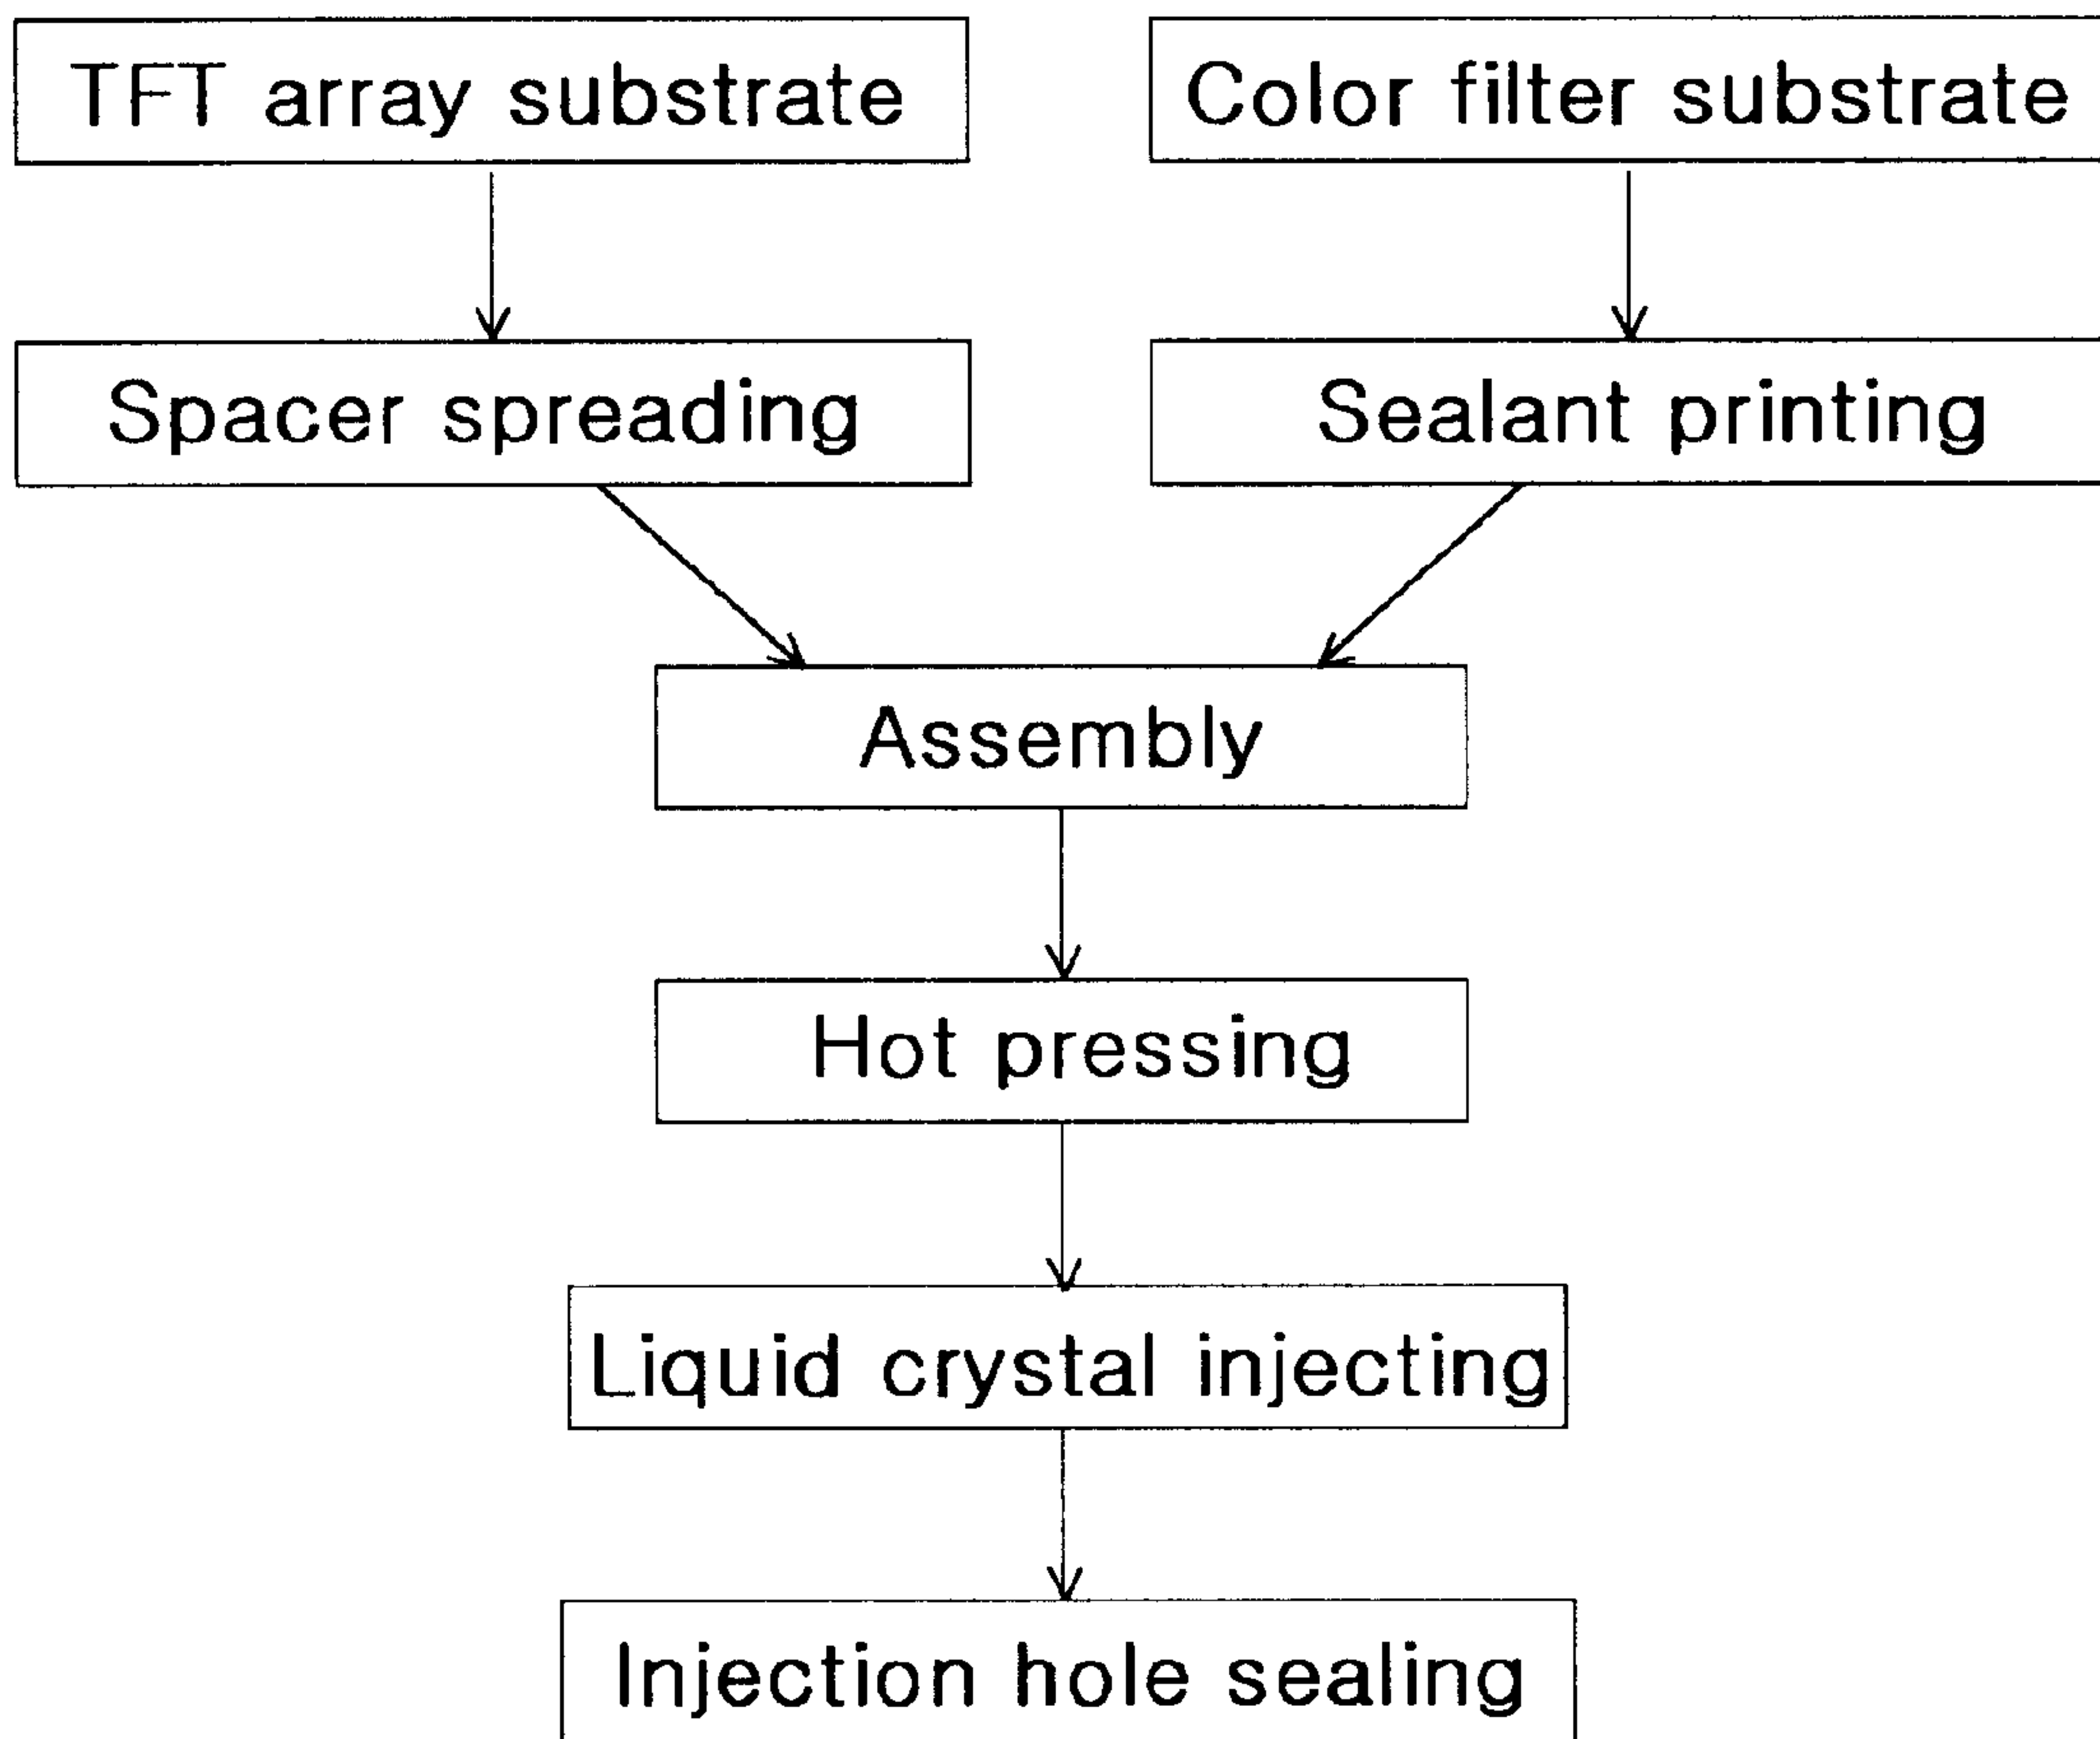 TFT array substrate
Color filter substrate
Spacer spreading
Sealant printing
Assembly
Hot pressing
Liquid crystal injecting
Injection hole sealing